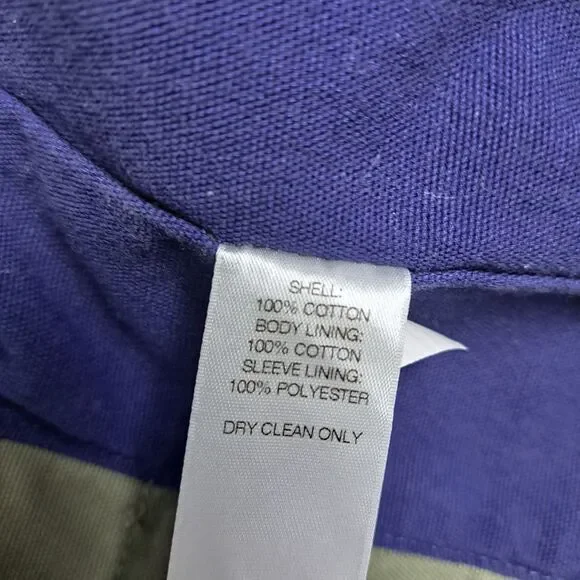 SHELL:
100% COTTON
BODY LINING:
100% COTTON
SLEEVE LINING:
100% POLYESTER
DRY CLEAN ONLY